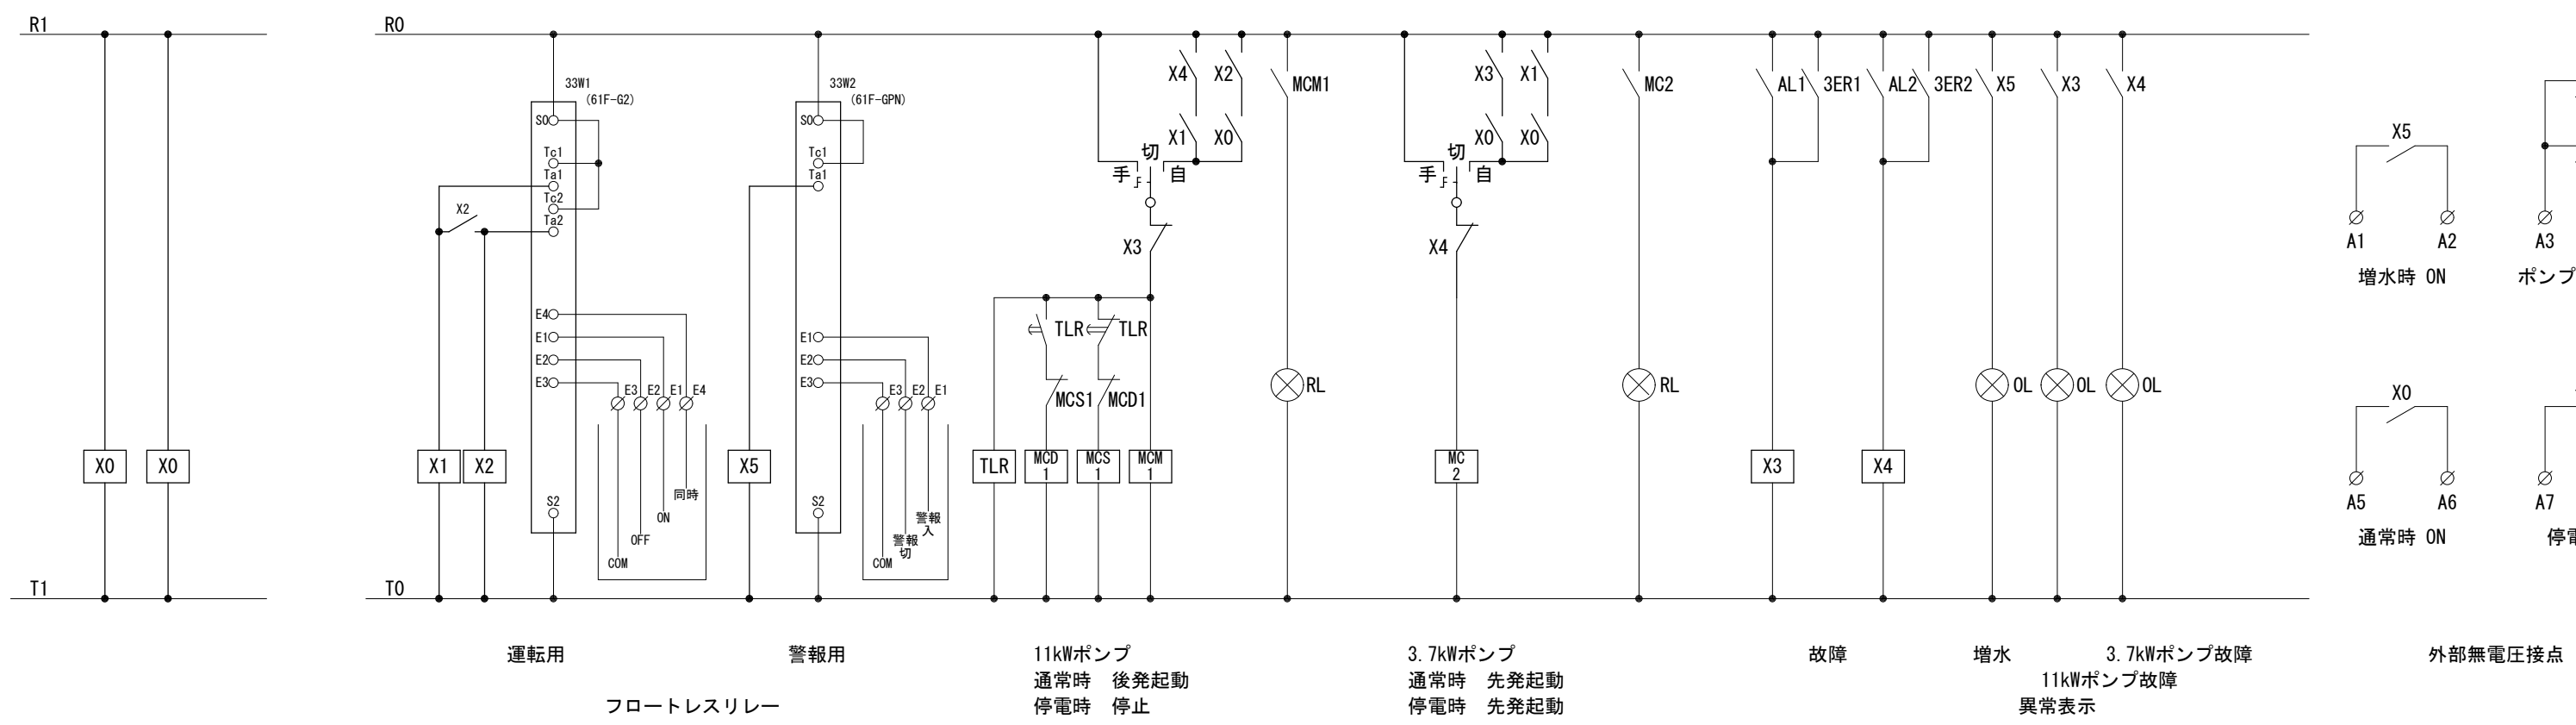 R1
R0
33W1
(61F-G2)
33W2
(61F-GPN)
S0
Tc1
Ta1
Tc2
Ta2
X2
E4
E1
E2
E3
E3
E2
E1
E4
同時
ON
OFF
COM
S2
S0
Tc1
Ta1
E1
E2
E3
E3
E2
E1
警報
入
警報
切
COM
S2
X0
X0
X1
X2
X5
X4
X2
X1
X0
切
手
自
X3
TLR
TLR
MCS1
MCD1
TLR
MCD
1
MCS
1
MCM
1
MCM1
RL
X3
X1
X0
X0
切
手
自
X4
MC
2
MC2
RL
AL1
3ER1
AL2
3ER2
X5
X3
X4
X3
X4
OL
OL
OL
X5
A1
A2
A3
増水時 ON
ポンプ
X0
A5
A6
A7
通常時 ON
停電
T1
T0
運転用
警報用
フロートレスリレー
11kWポンプ
通常時 後発起動
停電時 停止
3.7kWポンプ
通常時 先発起動
停電時 先発起動
故障
増水
3.7kWポンプ故障
11kWポンプ故障
異常表示
外部無電圧接点